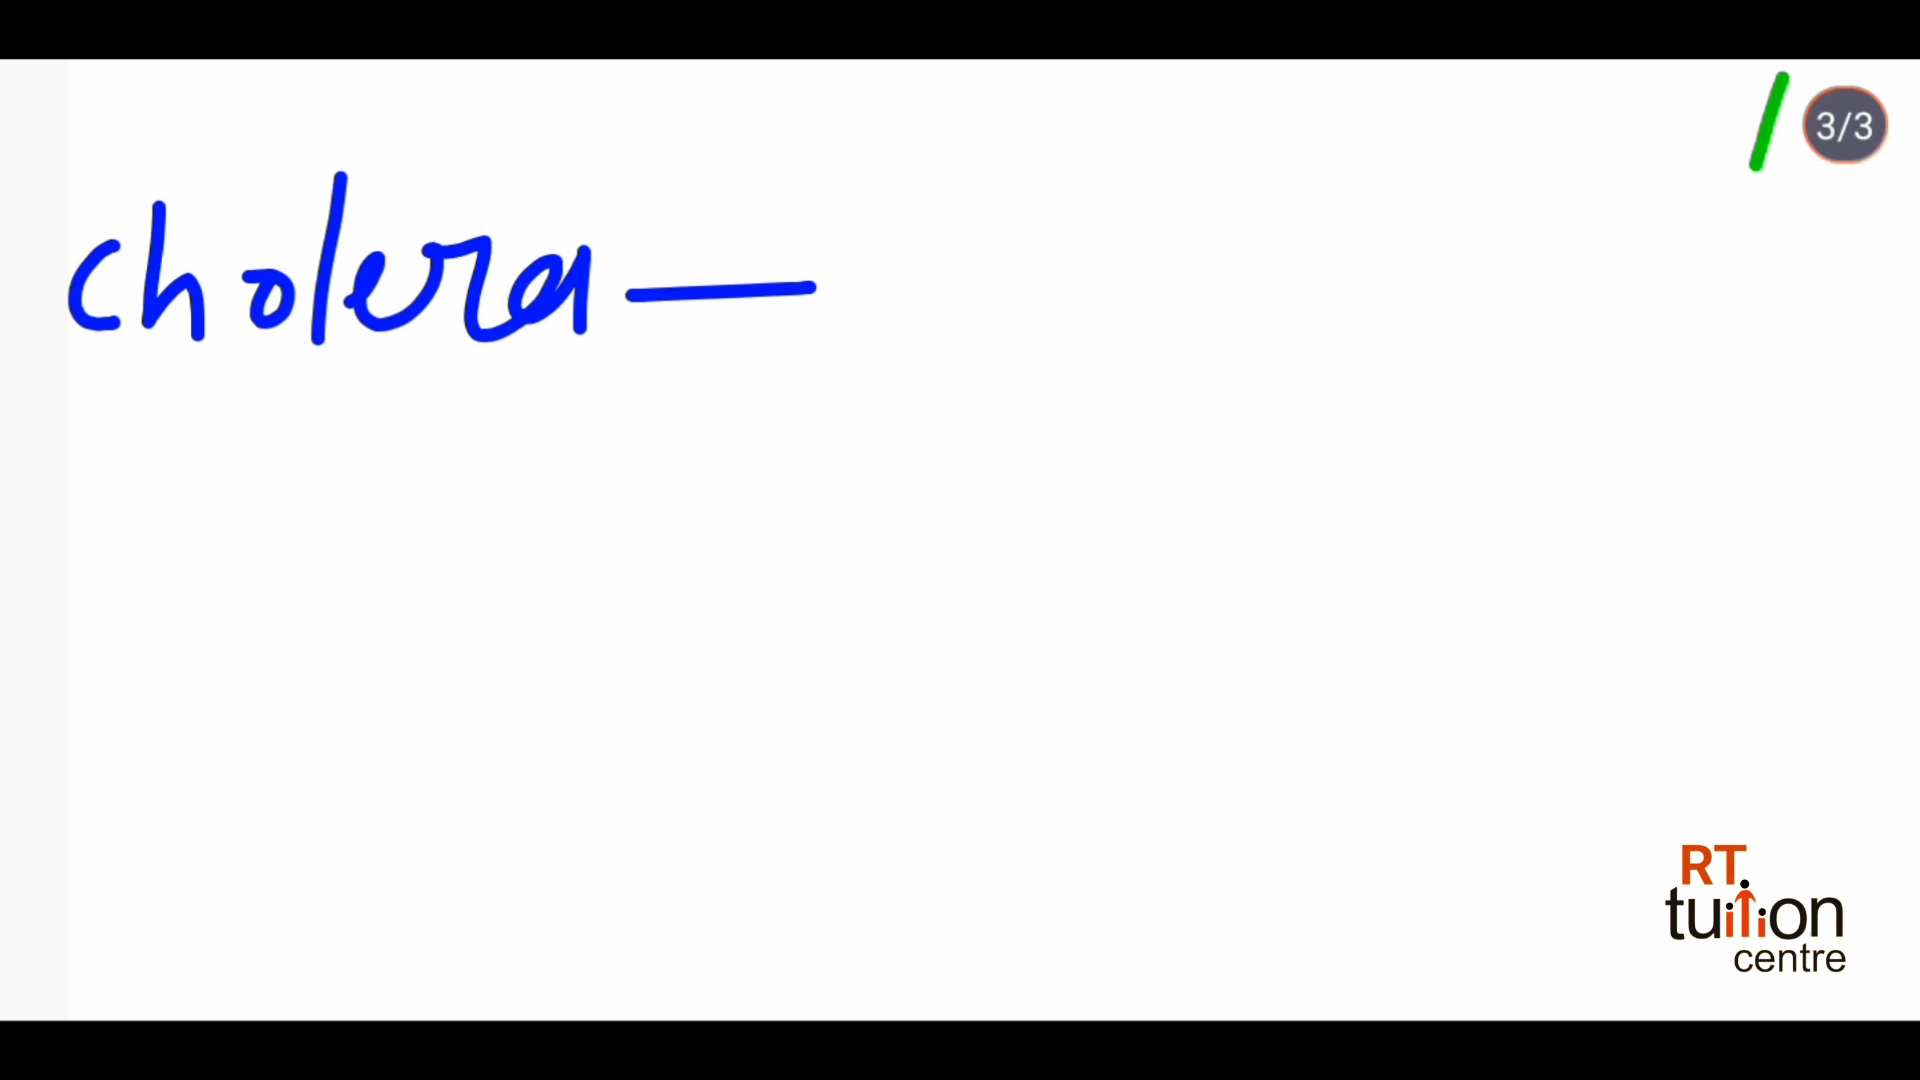 3/3
cholera —
RT
tuition
centre